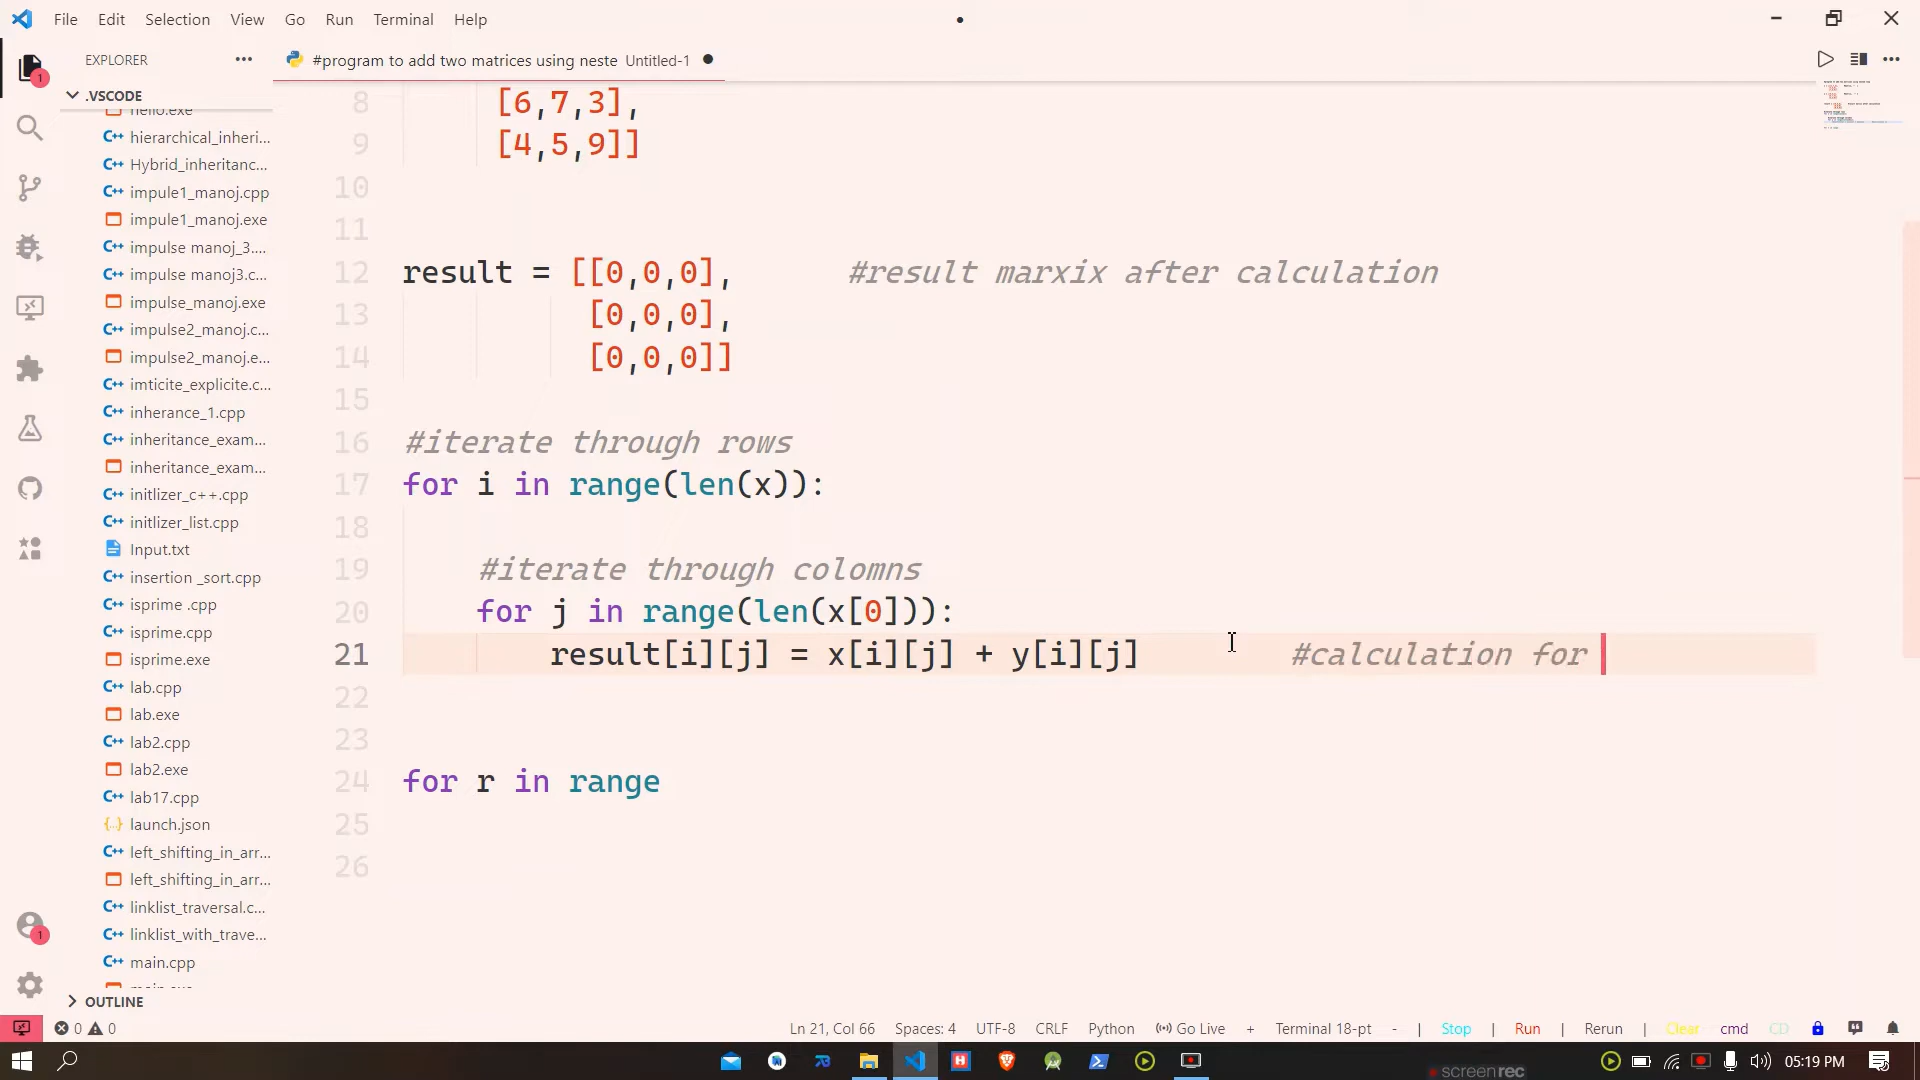 File Edit Selection View Go Run Terminal Help
EXPLORER
#program to add two matrices using neste Untitled-1
.VSCODE
hello.exe
hierarchical_inheri...
Hybrid_inheritanc...
impule1_manoj.cpp
impule1_manoj.exe
impulse manoj_3....
impulse manoj3.c...
impulse_manoj.exe
impulse2_manoj.c...
impulse2_manoj.e...
imticite_explicite.c...
inherance_1.cpp
inheritance_exam...
inheritance_exam...
initlizer_c++.cpp
initlizer_list.cpp
Input.txt
insertion _sort.cpp
isprime .cpp
isprime.cpp
isprime.exe
lab.cpp
lab.exe
lab2.cpp
lab2.exe
lab17.cpp
launch.json
left_shifting_in_arr...
left_shifting_in_arr...
linklist_traversal.c...
linklist_with_trave...
main.cpp
OUTLINE
8 [6,7,3],
9 [4,5,9]]
10
11
12 result = [[0,0,0], #result marxix after calculation
13 [0,0,0],
14 [0,0,0]]
15
16 #iterate through rows
17 for i in range(len(x)):
18
19 #iterate through colomns
20 for j in range(len(x[0])):
21 result[i][j] = x[i][j] + y[i][j] #calculation for
22
23
24 for r in range
25
26
0 0 Ln 21, Col 66 Spaces: 4 UTF-8 CRLF Python Go Live + Terminal 18-pt - | Stop | Run | Rerun | Clear cmd CD
05:19 PM
screenrec